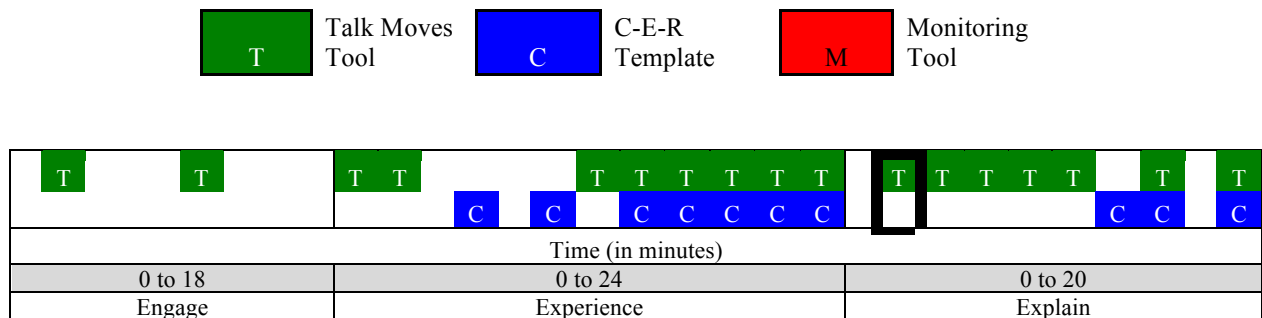 T Talk Moves Tool
C C-E-R Template
M Monitoring Tool
T T T T T T T T T T T T T T T T T
C C C C C C C C C C
Time (in minutes)
0 to 18 0 to 24 0 to 20
Engage Experience Explain